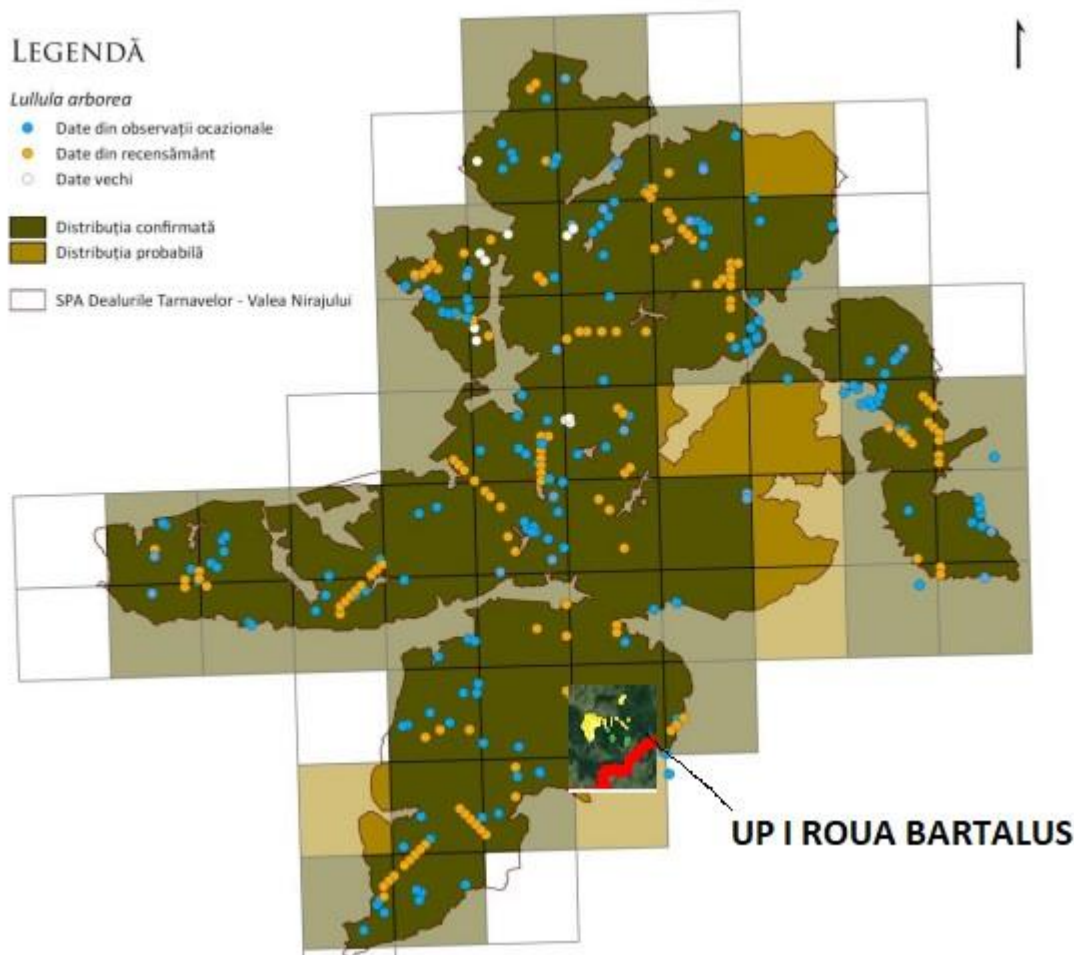 LEGENDĂ
Lullula arborea
Date din observații ocazionale
Date din recensământ
Date vechi
Distribuția confirmată
Distribuția probabilă
SPA Dealurile Tarnavelor - Valea Nirajului
UP I ROUA BARTALUS